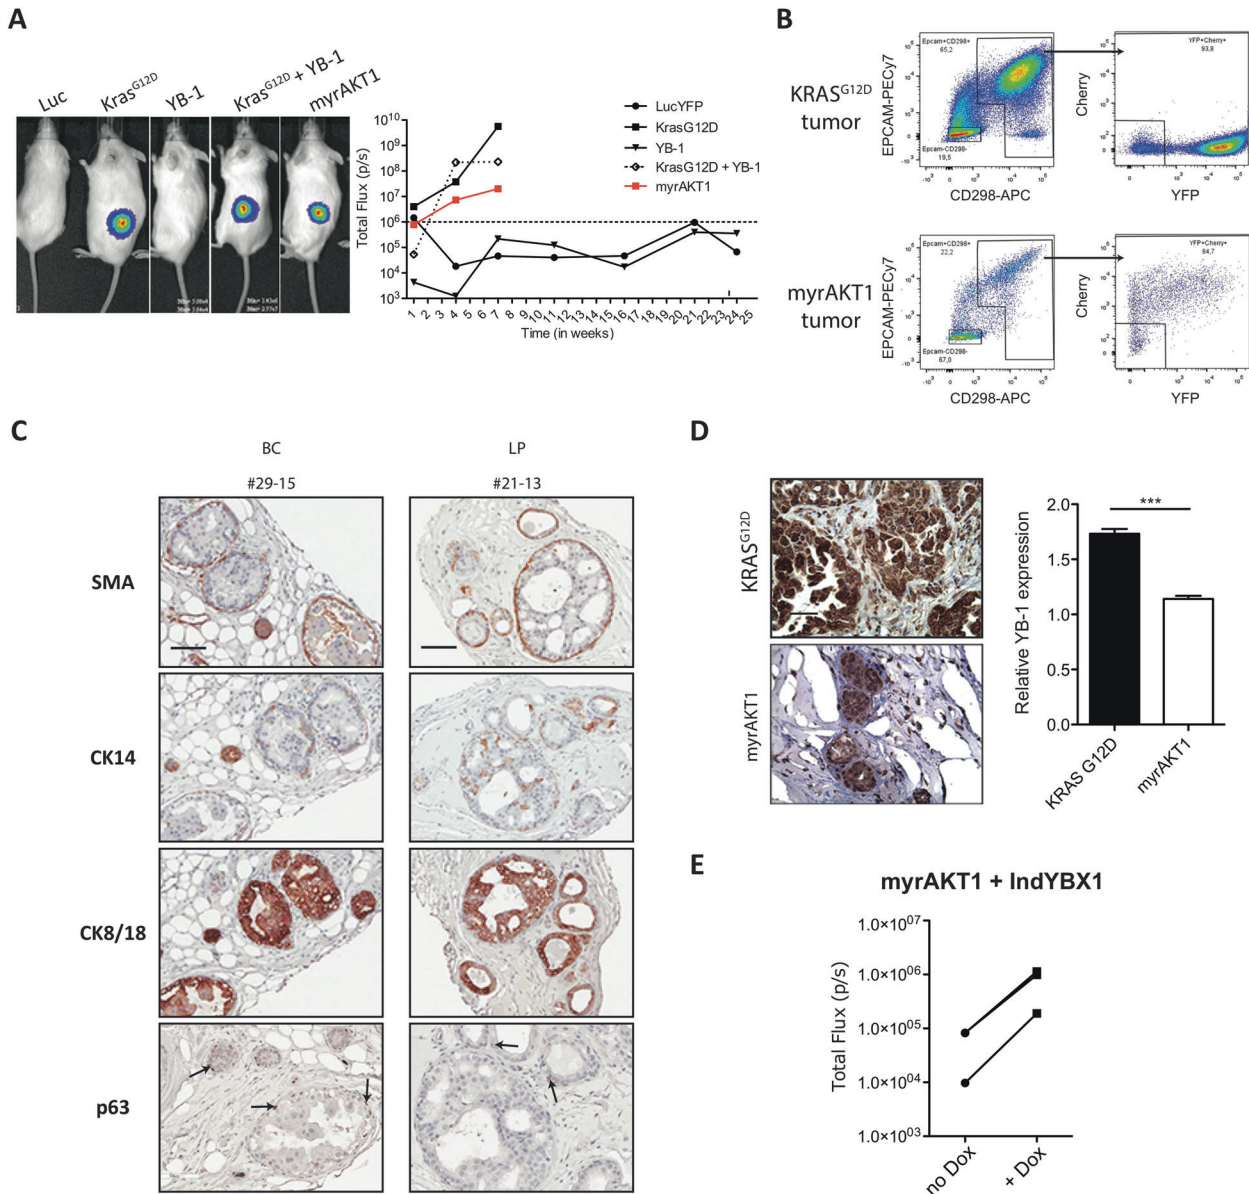 A
Luc
Kras^G12D
YB-1
Kras^G12D + YB-1
myrAKT1
Total Flux (p/s)
10^10
10^9
10^8
10^7
10^6
10^5
10^4
10^3
1 2 3 4 5 6 7 8 9 10 11 12 13 14 15 16 17 18 19 20 21 22 23 24 25
Time (in weeks)
LucYFP
KrasG12D
YB-1
KrasG12D + YB-1
myrAKT1
B
KRAS^G12D
tumor
EPCAM-PECy7
Epcam+CD298+
65,2
Epcam-CD298-
19,5
CD298-APC
Cherry
YFP+Cherry+
93,8
YFP
myrAKT1
tumor
EPCAM-PECy7
Epcam+CD298+
22,2
Epcam-CD298-
67,0
CD298-APC
Cherry
YFP+Cherry+
84,7
YFP
C
BC
LP
#29-15
#21-13
SMA
CK14
CK8/18
p63
D
KRAS^G12D
myrAKT1
Relative YB-1 expression
2.0
1.5
1.0
0.5
0.0
***
KRAS G12D
myrAKT1
E
myrAKT1 + IndYBX1
Total Flux (p/s)
1.0×10^07
1.0×10^06
1.0×10^05
1.0×10^04
1.0×10^03
no Dox
+ Dox